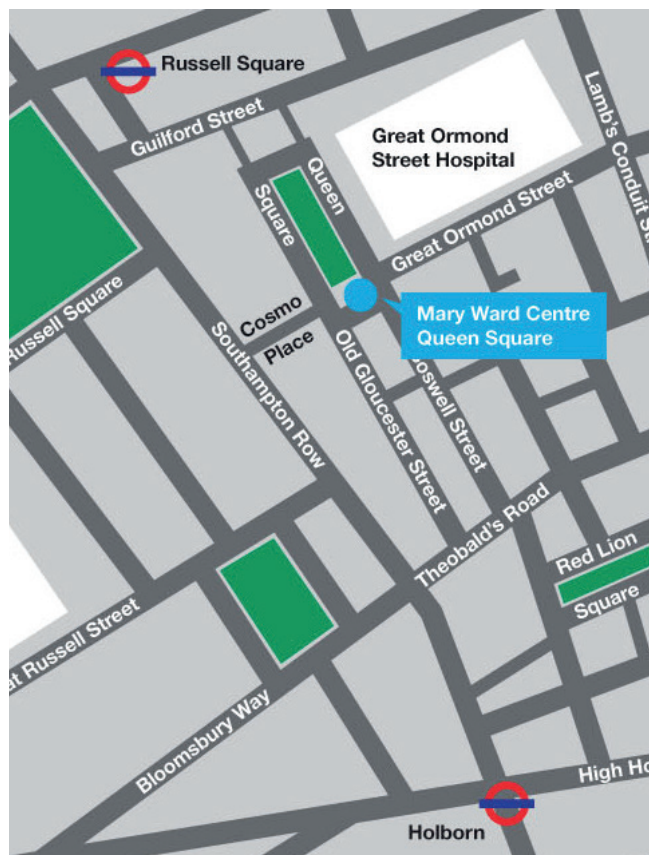 Russell Square
Guilford Street
Great Ormond
Street Hospital
Lamb's Conduit St
Queen
Square
Great Ormond Street
Russell Square
Cosmo
Place
Mary Ward Centre
Queen Square
Southampton Row
Old Gloucester Street
Boswell Street
Theobald's Road
Red Lion
Square
at Russell Street
Bloomsbury Way
High Ho
Holborn